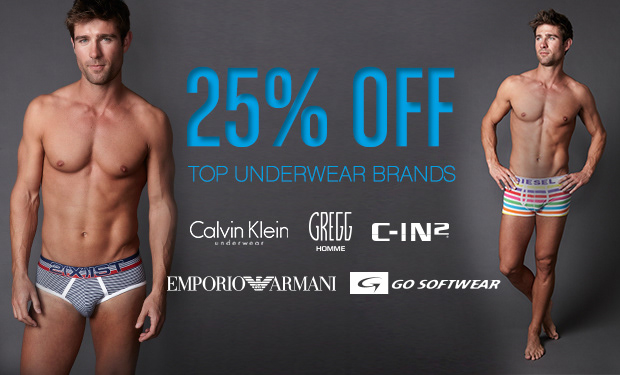 25% OFF
TOP UNDERWEAR BRANDS
Calvin Klein
underwear
GREGG
HOMME
C-IN2
EMPORIO ARMANI
GO SOFTWEAR
2(X)IST
DIESEL